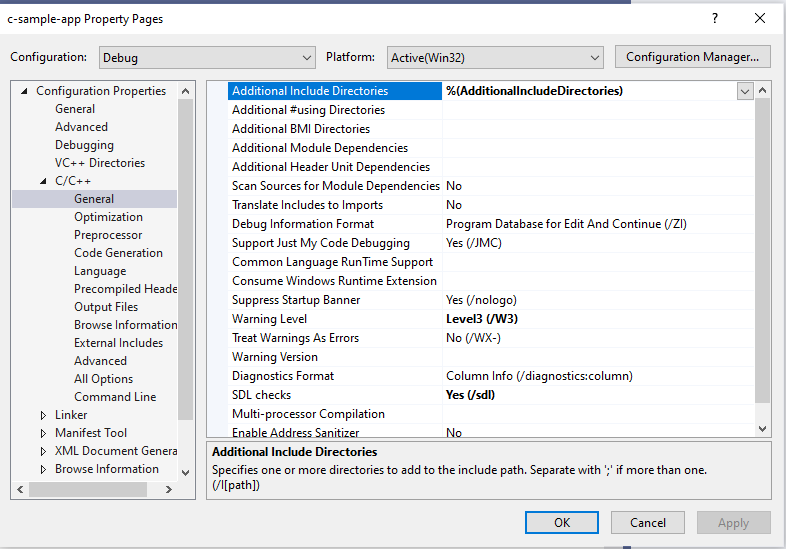 c-sample-app Property Pages
?
Configuration: Debug Platform: Active(Win32) Configuration Manager...
Configuration Properties
General
Advanced
Debugging
VC++ Directories
C/C++
General
Optimization
Preprocessor
Code Generation
Language
Precompiled Heade
Output Files
Browse Information
External Includes
Advanced
All Options
Command Line
Linker
Manifest Tool
XML Document Genera
Browse Information
Additional Include Directories %(AdditionalIncludeDirectories)
Additional #using Directories
Additional BMI Directories
Additional Module Dependencies
Additional Header Unit Dependencies
Scan Sources for Module Dependencies No
Translate Includes to Imports No
Debug Information Format Program Database for Edit And Continue (/ZI)
Support Just My Code Debugging Yes (/JMC)
Common Language RunTime Support
Consume Windows Runtime Extension
Suppress Startup Banner Yes (/nologo)
Warning Level Level3 (/W3)
Treat Warnings As Errors No (/WX-)
Warning Version
Diagnostics Format Column Info (/diagnostics:column)
SDL checks Yes (/sdl)
Multi-processor Compilation
Enable Address Sanitizer No
Additional Include Directories
Specifies one or more directories to add to the include path. Separate with ';' if more than one.
(/I[path])
OK Cancel Apply